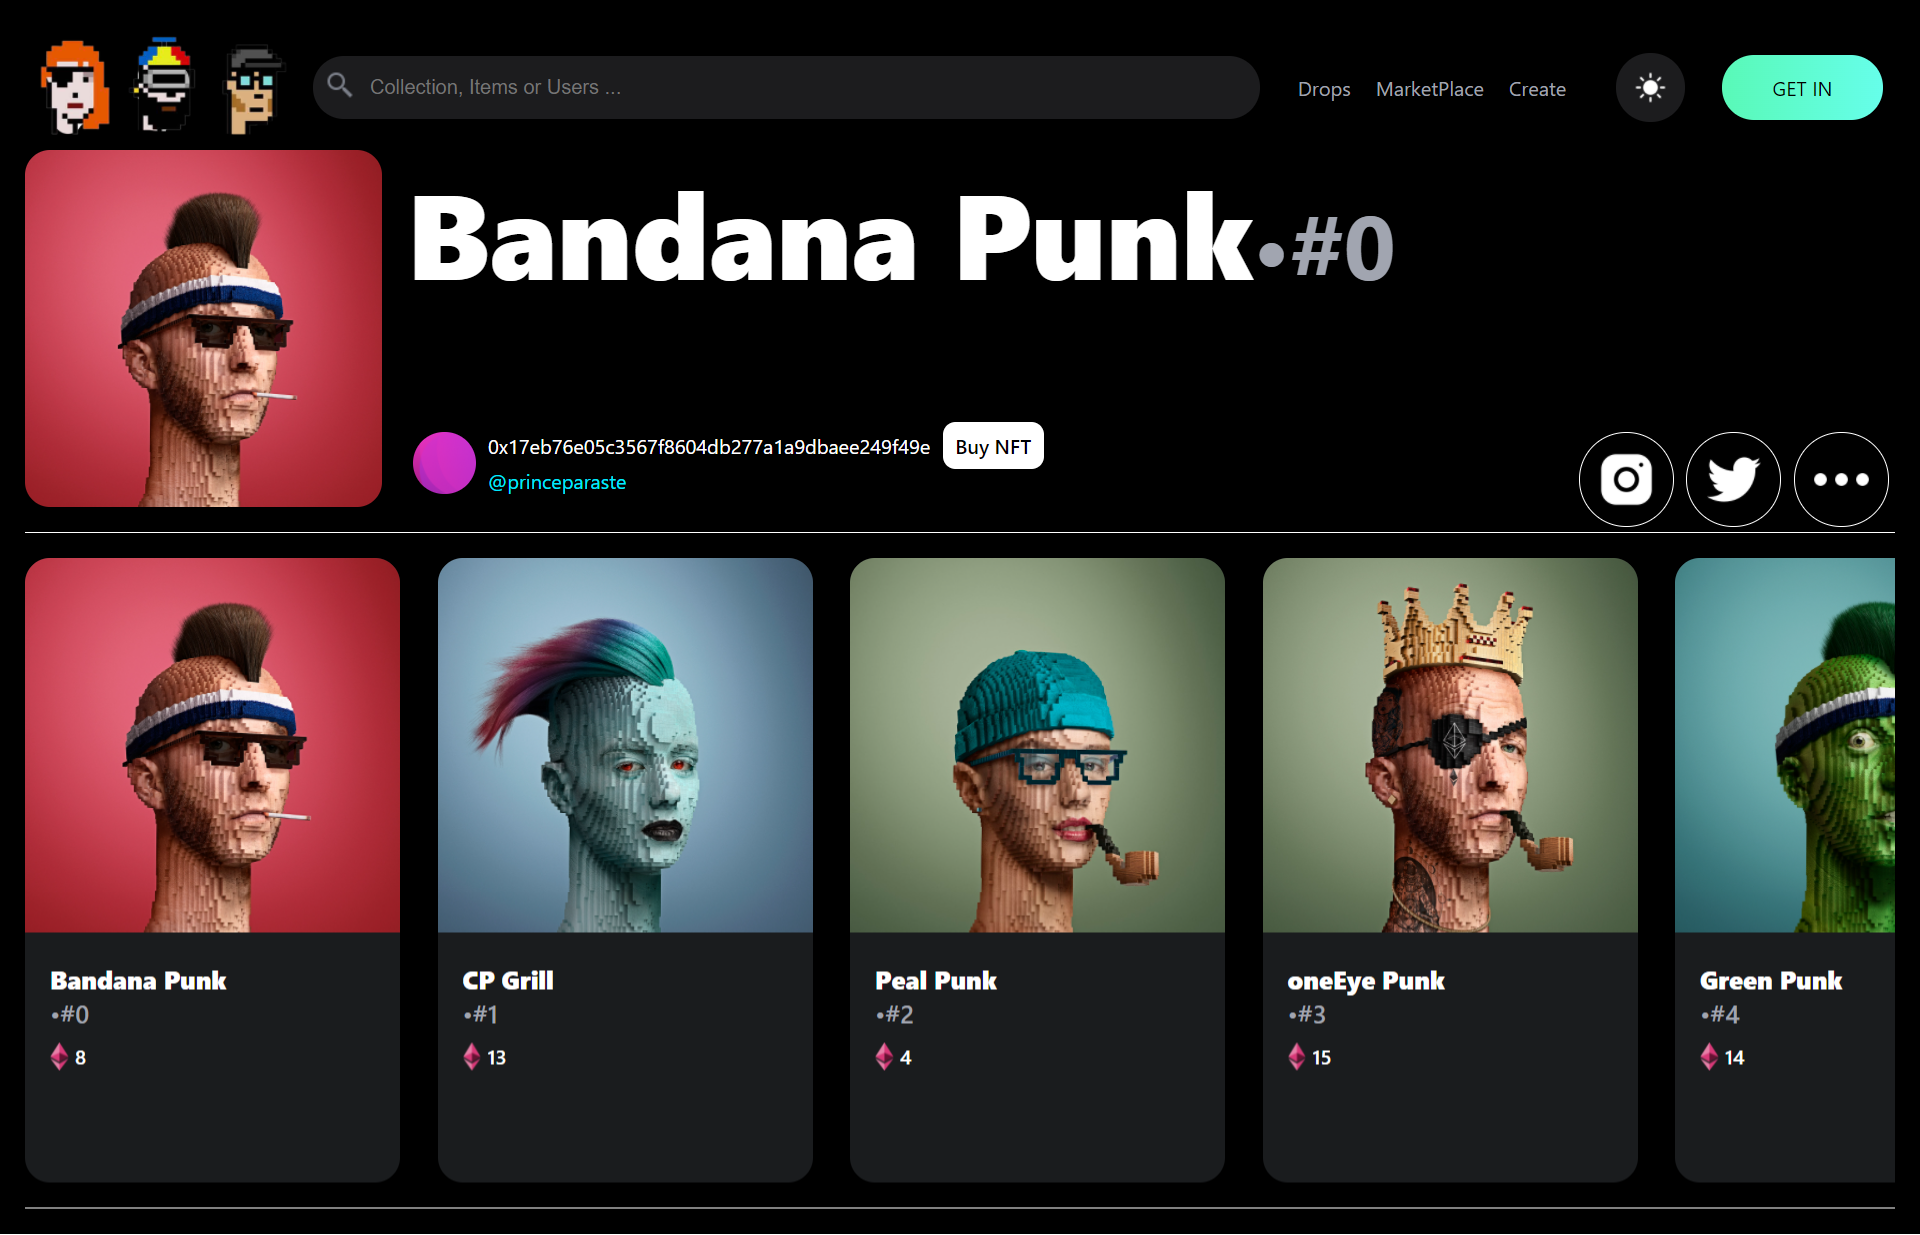 Collection, Items or Users ...
Drops
MarketPlace
Create
GET IN
Bandana Punk•#0
0x17eb76e05c3567f8604db277a1a9dbaee249f49e
Buy NFT
@princeparaste
Bandana Punk
•#0
8
CP Grill
•#1
13
Peal Punk
•#2
4
oneEye Punk
•#3
15
Green Punk
•#4
14